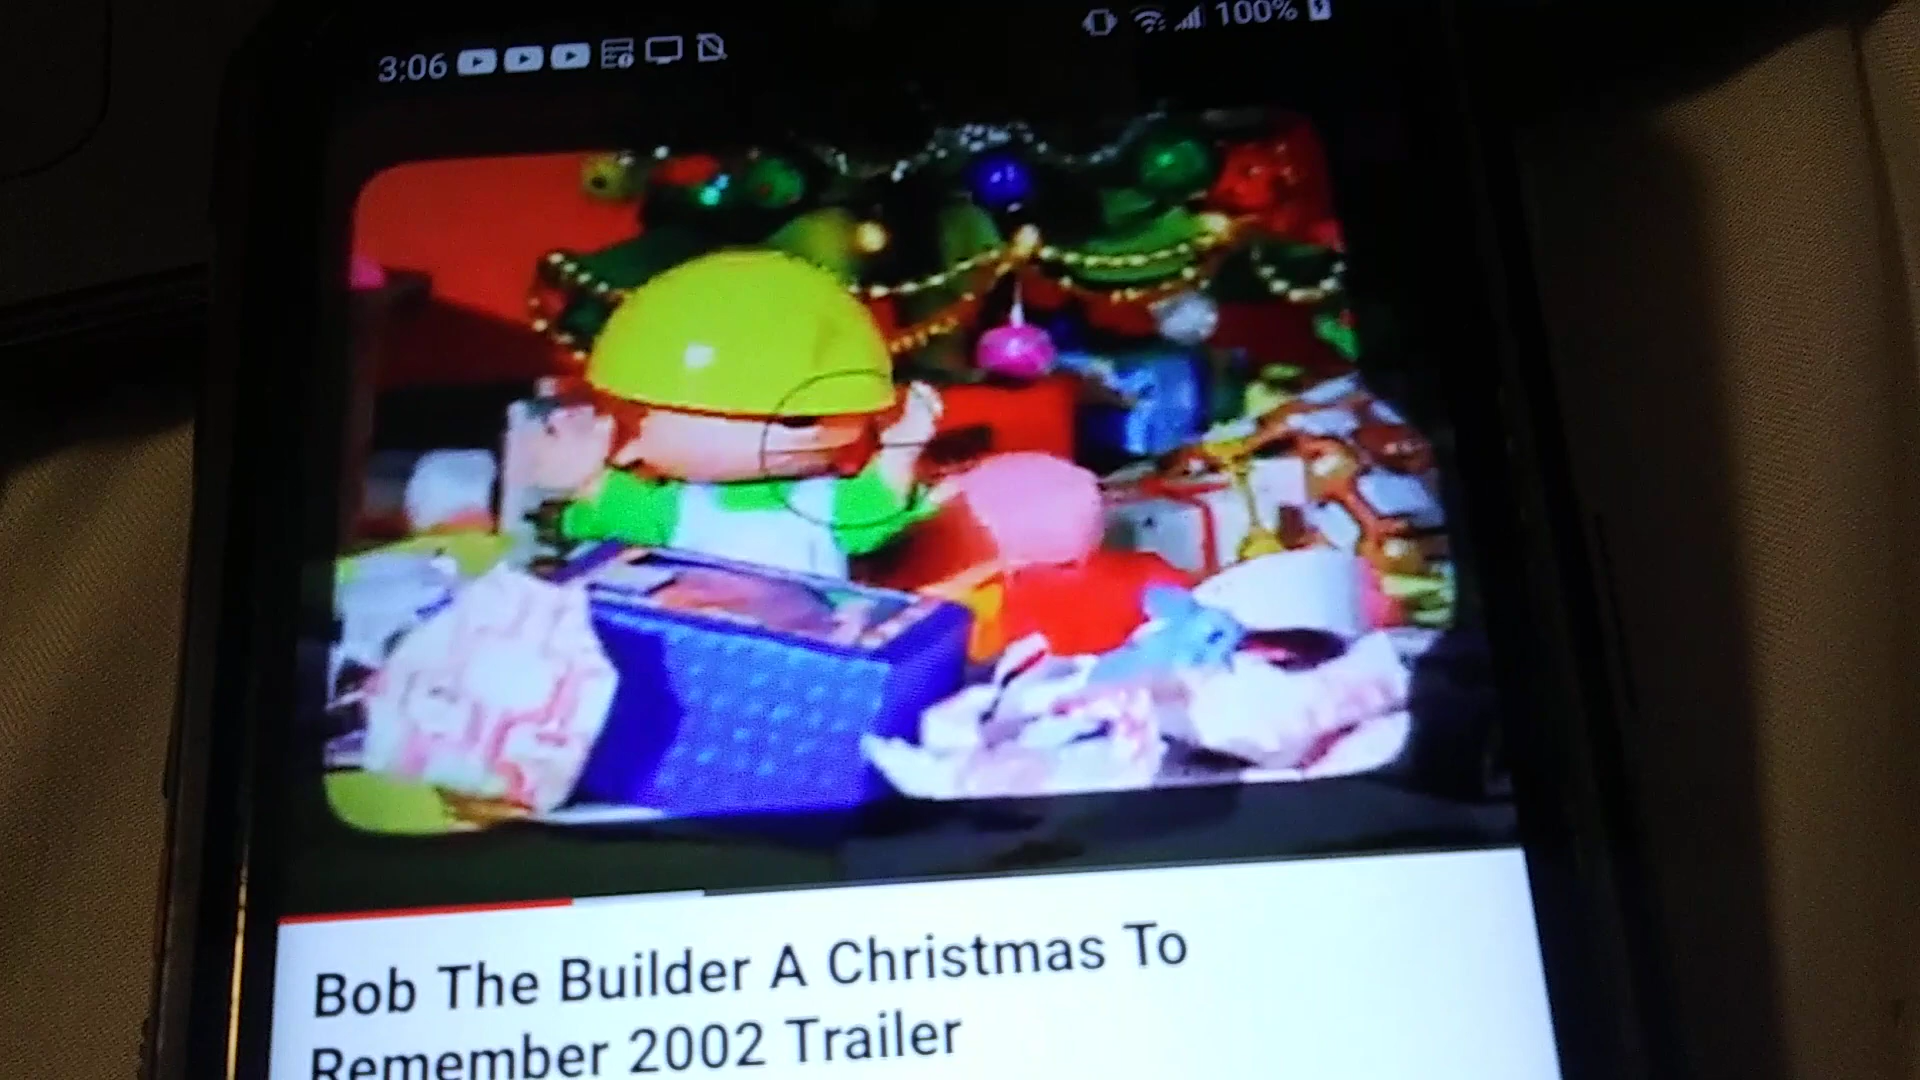 3:06
100%
Bob The Builder A Christmas To
Remember 2002 Trailer